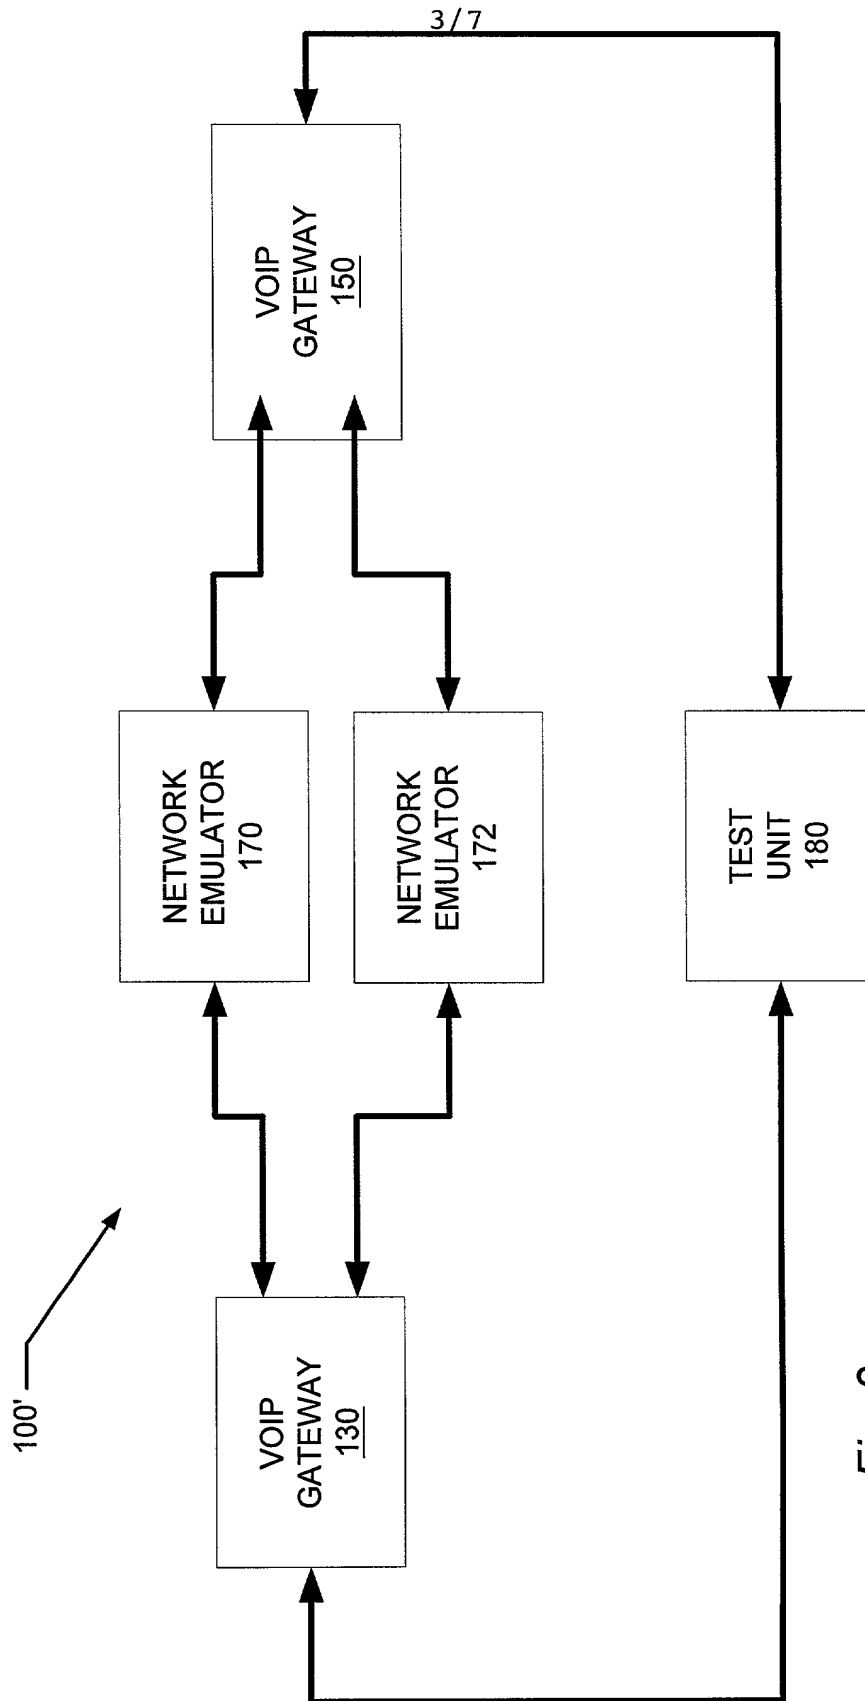 3/7
100'
VOIP
GATEWAY
130
NETWORK
EMULATOR
170
NETWORK
EMULATOR
172
VOIP
GATEWAY
150
TEST
UNIT
180